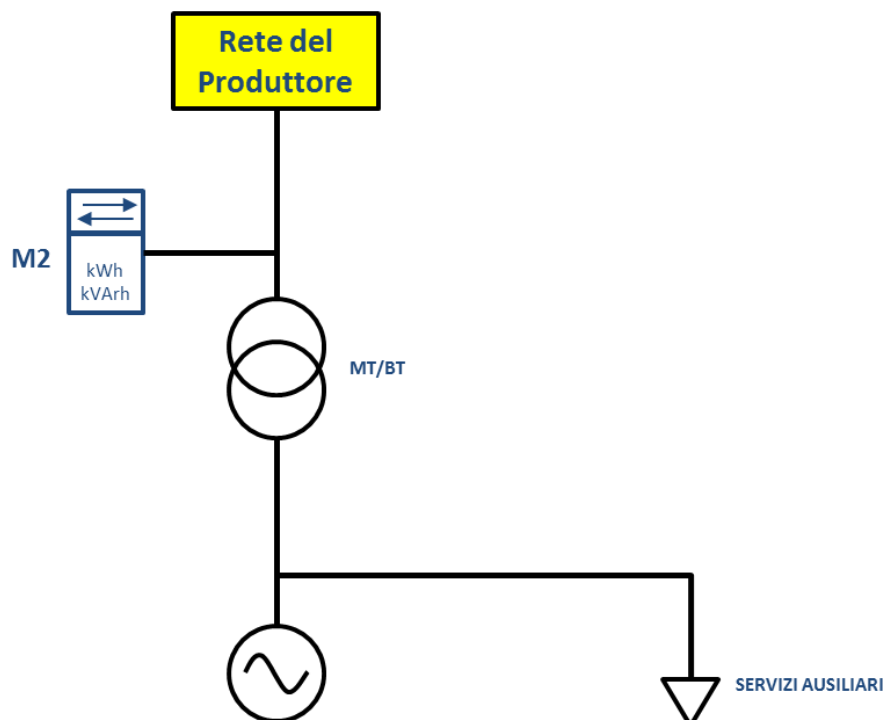 Rete del
Produttore
M2
kWh
kVArh
MT/BT
SERVIZI AUSILIARI